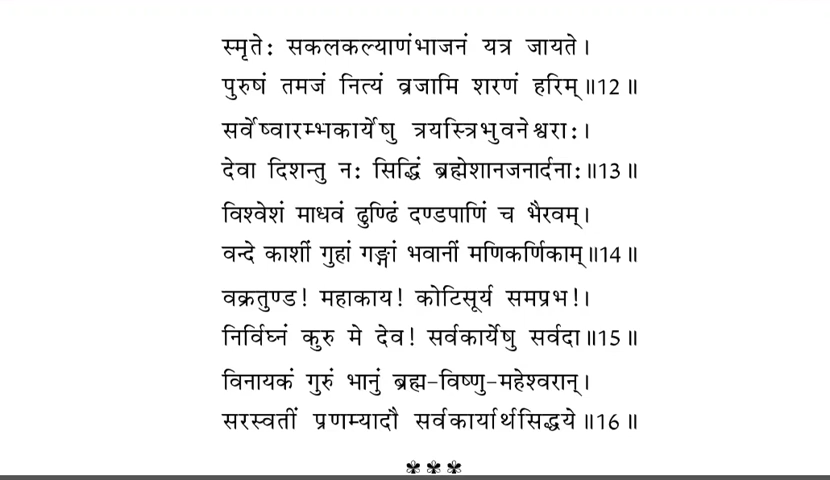 स्मृते: सकलकल्याणंभाजनं यत्र जायते।
पुरुषं तमजं नित्यं व्रजामि शरणं हरिम्॥12॥
सर्वेष्वारम्भकार्येषु त्रयस्त्रिभुवनेश्वरा:।
देवा दिशन्तु न: सिद्धिं ब्रह्मेशानजनार्दना:॥13॥
विश्वेशं माधवं ढुण्ढिं दण्डपाणिं च भैरवम्।
वन्दे काशीं गुहां गङ्गां भवानीं मणिकर्णिकाम्॥14॥
वक्रतुण्ड! महाकाय! कोटिसूर्य समप्रभ!।
निर्विघ्नं कुरु मे देव! सर्वकार्येषु सर्वदा॥15॥
विनायकं गुरुं भानुं ब्रह्म-विष्णु-महेश्वरान्।
सरस्वतीं प्रणम्यादौ सर्वकार्यार्थसिद्धये॥16॥